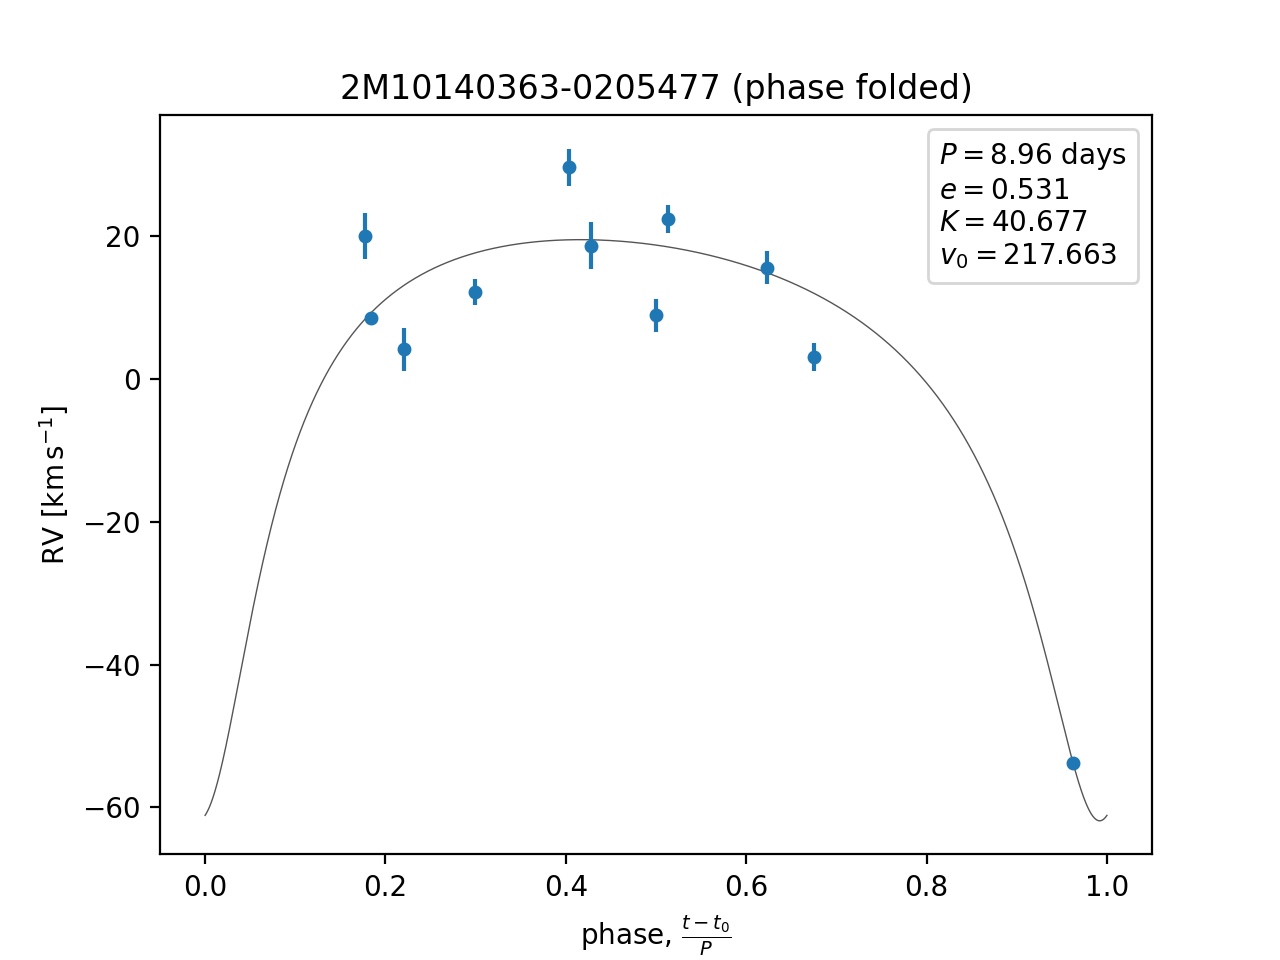 2M10140363-0205477 (phase folded)
P = 8.96 days
e = 0.531
K = 40.677
v₀ = 217.663
20
0
−20
−40
−60
RV [km s⁻¹]
0.0 0.2 0.4 0.6 0.8 1.0
phase, (t − t₀)/P